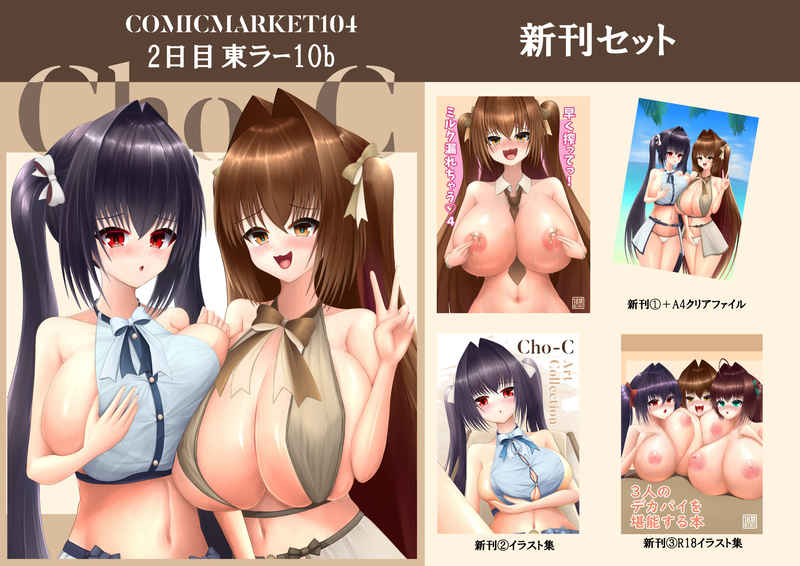 COMICMARKET104
2日目 東ラー10b
新刊セット
Cho-C
早く搾ってっ!
ミルク漏れちゃう♡4
新刊①+A4クリアファイル
Cho-C
Art
Collection
新刊②イラスト集
3人の
デカパイを
堪能する本
新刊③R18イラスト集